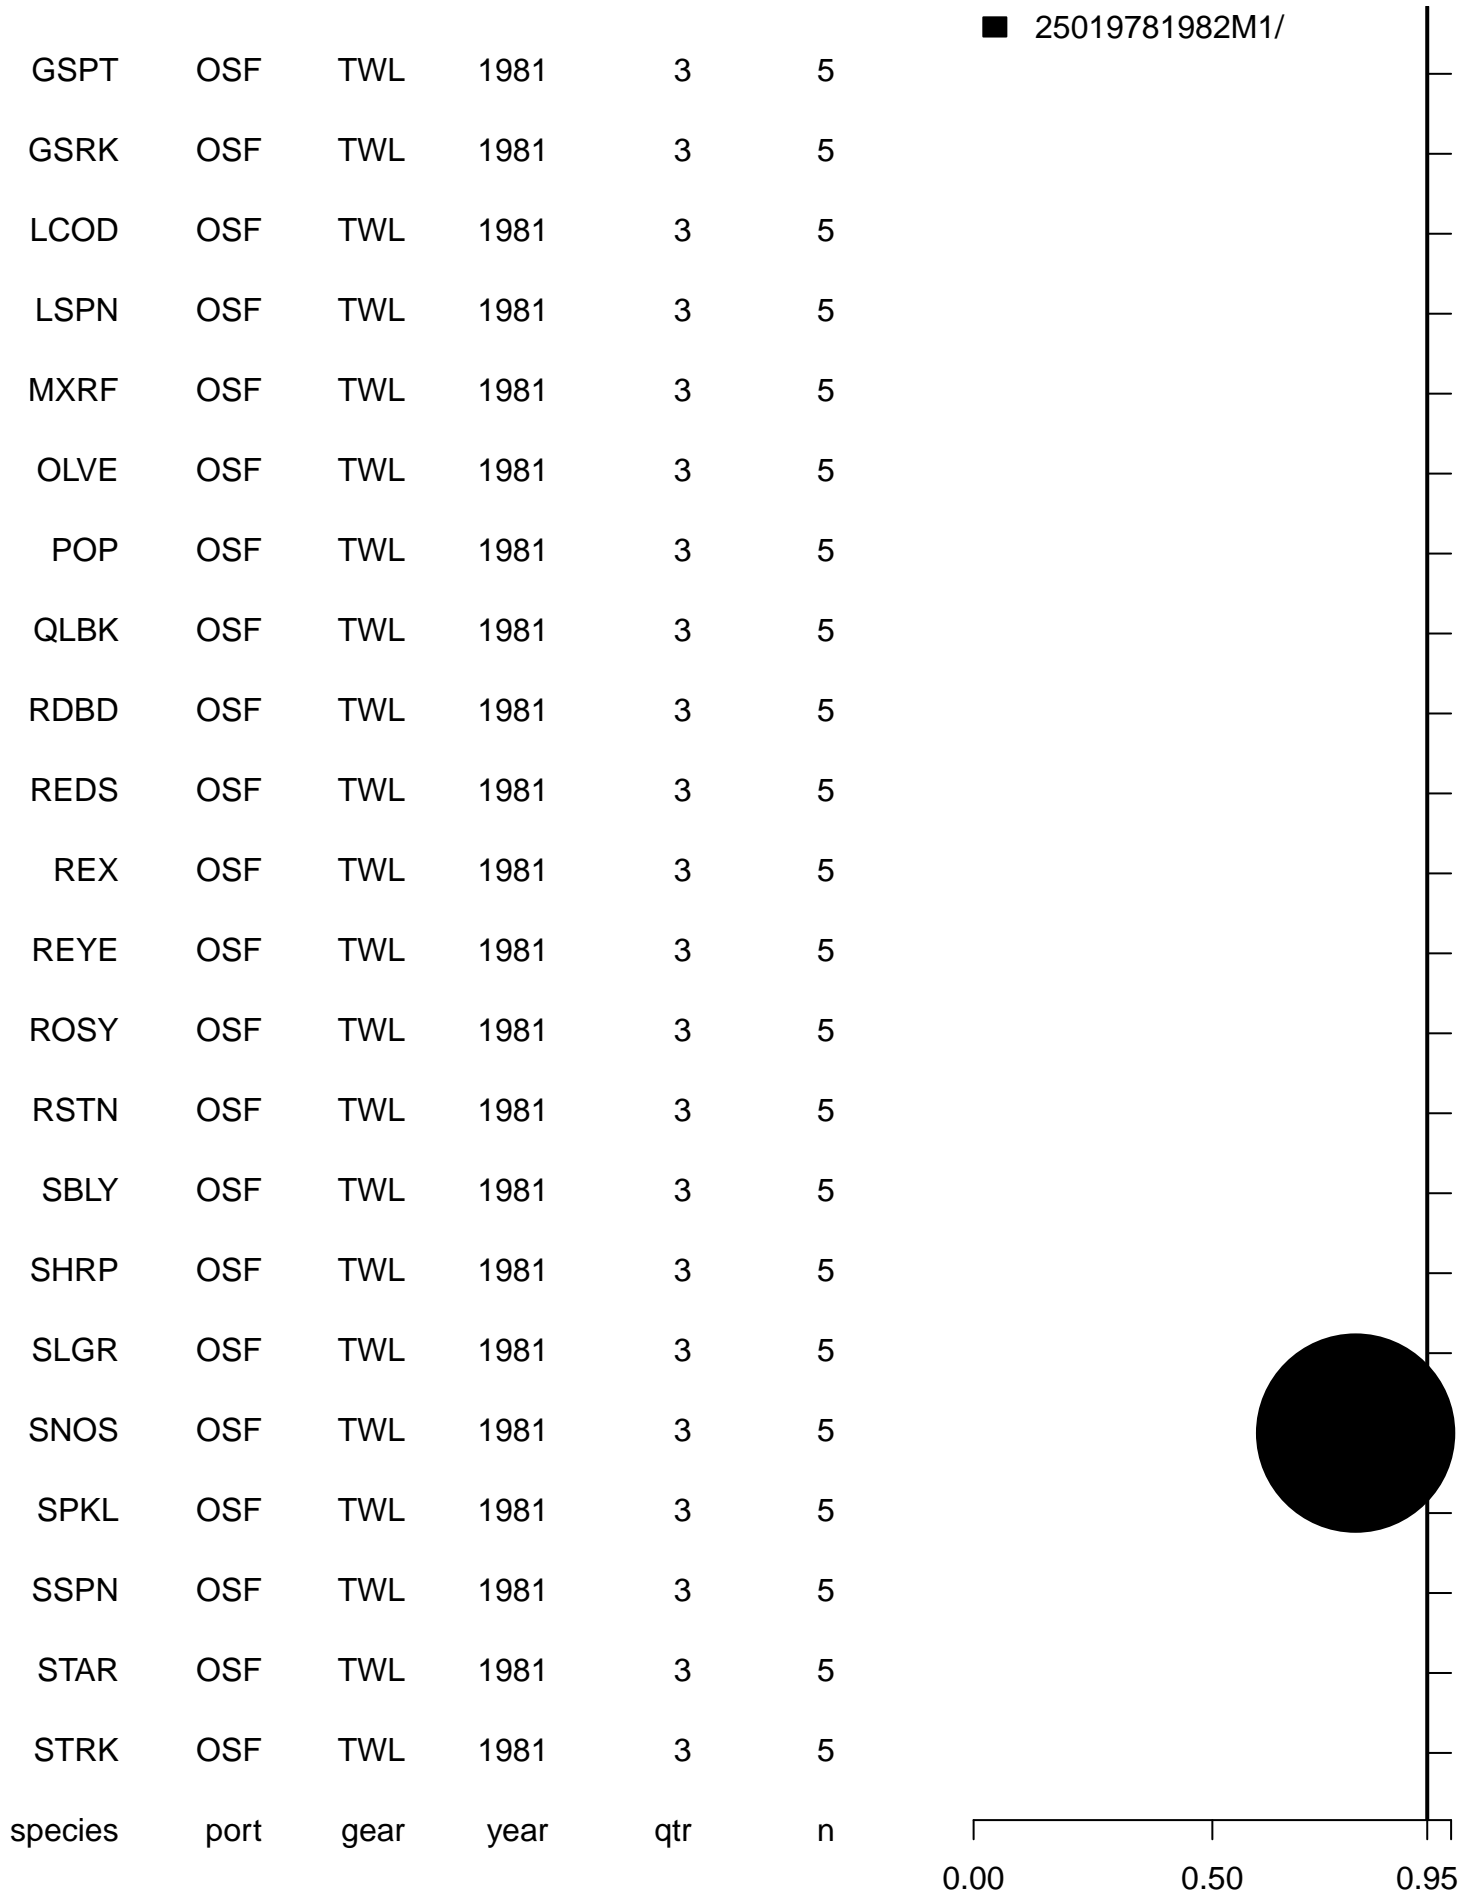 25019781982M1/
GSPT OSF TWL 1981 3 5
GSRK OSF TWL 1981 3 5
LCOD OSF TWL 1981 3 5
LSPN OSF TWL 1981 3 5
MXRF OSF TWL 1981 3 5
OLVE OSF TWL 1981 3 5
POP OSF TWL 1981 3 5
QLBK OSF TWL 1981 3 5
RDBD OSF TWL 1981 3 5
REDS OSF TWL 1981 3 5
REX OSF TWL 1981 3 5
REYE OSF TWL 1981 3 5
ROSY OSF TWL 1981 3 5
RSTN OSF TWL 1981 3 5
SBLY OSF TWL 1981 3 5
SHRP OSF TWL 1981 3 5
SLGR OSF TWL 1981 3 5
SNOS OSF TWL 1981 3 5
SPKL OSF TWL 1981 3 5
SSPN OSF TWL 1981 3 5
STAR OSF TWL 1981 3 5
STRK OSF TWL 1981 3 5
species port gear year qtr n
0.00 0.50 0.95